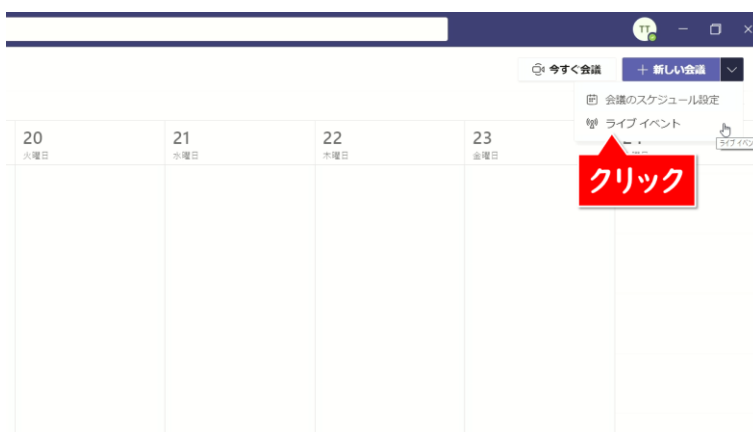 TT
今すぐ会議
+ 新しい会議
会議のスケジュール設定
ライブ イベント
20
火曜日
21
水曜日
22
木曜日
23
金曜日
クリック